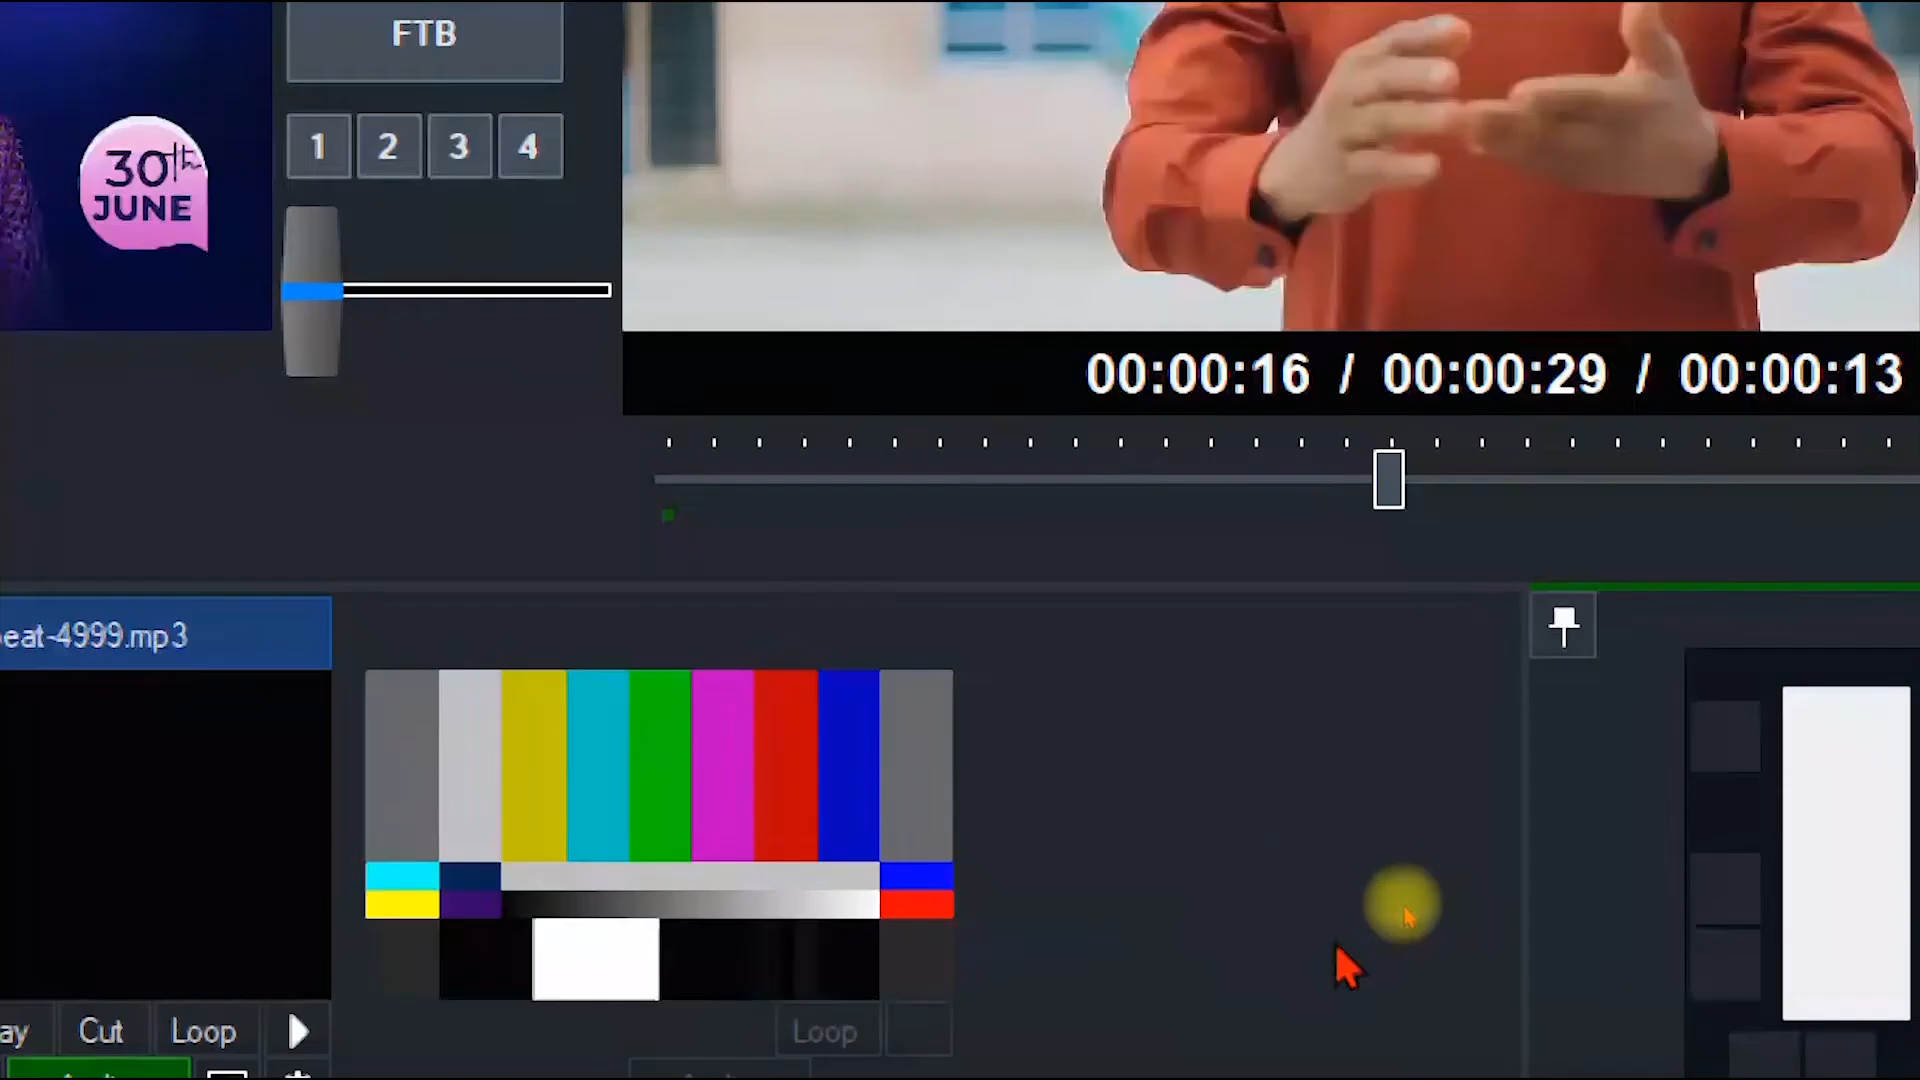 FTB
1 2 3 4
30th
JUNE
00:00:16 / 00:00:29 / 00:00:13
eat-4999.mp3
ay Cut Loop
Loop